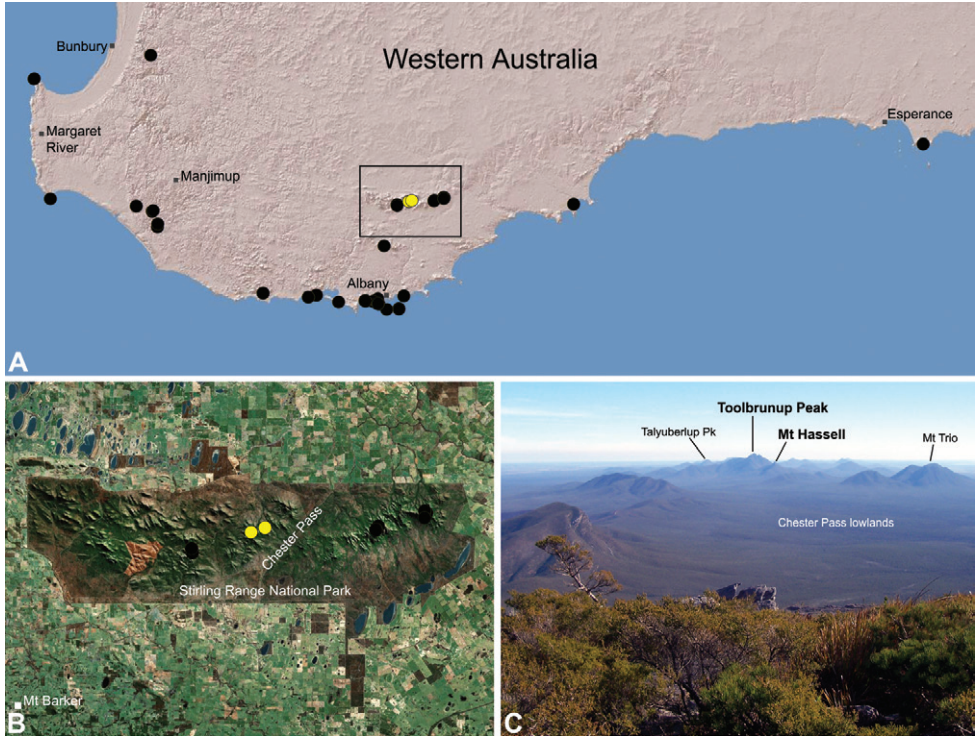 Western Australia
Bunbury
Margaret
River
Manjimup
Albany
Esperance
A
Chester Pass
Stirling Range National Park
Mt Barker
B
Toolbrunup Peak
Talyuberlup Pk
Mt Hassell
Mt Trio
Chester Pass lowlands
C